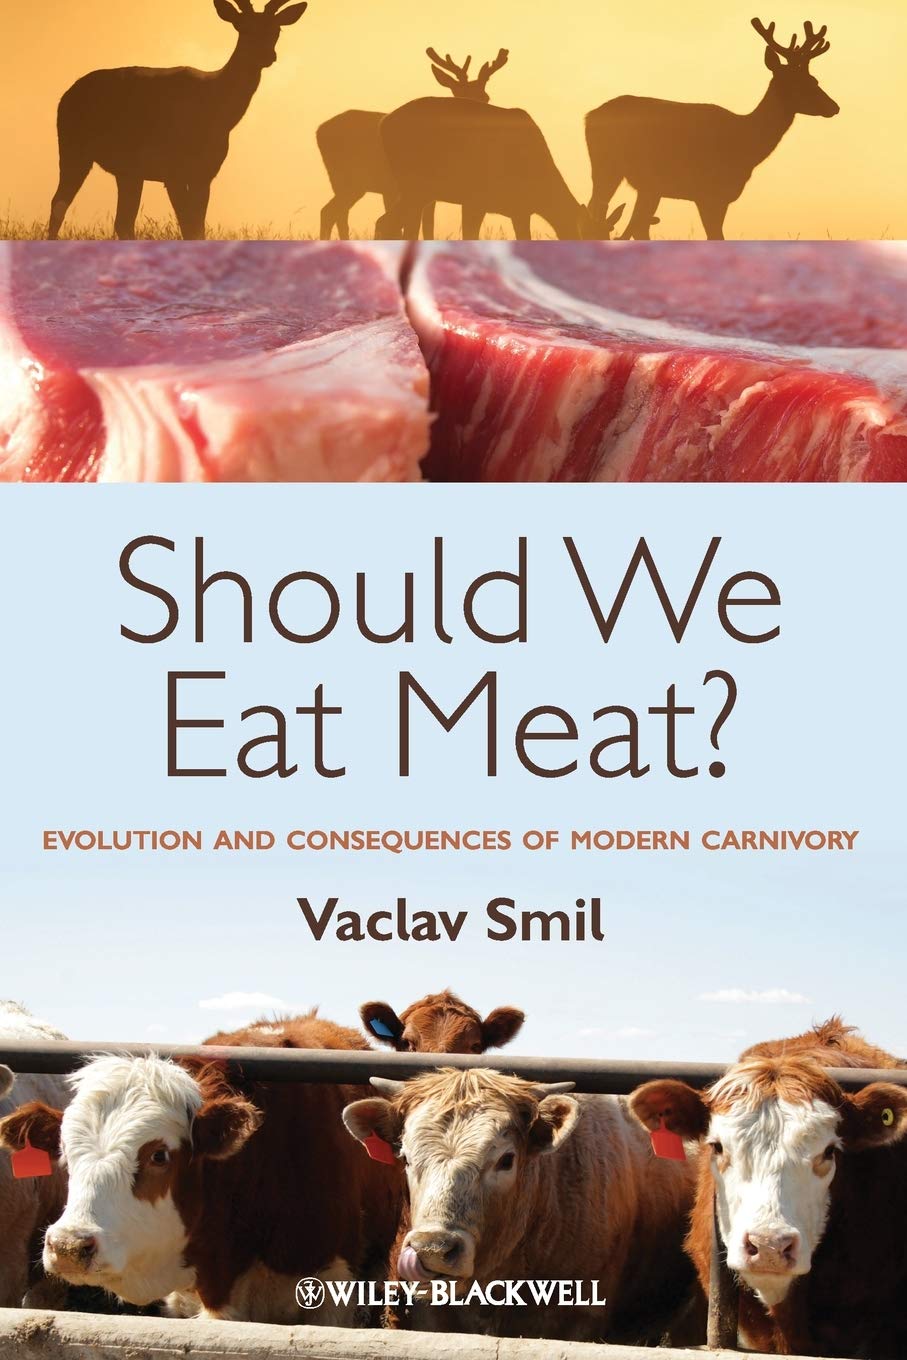 Should We
Eat Meat?
EVOLUTION AND CONSEQUENCES OF MODERN CARNIVORY
Vaclav Smil
WILEY-BLACKWELL